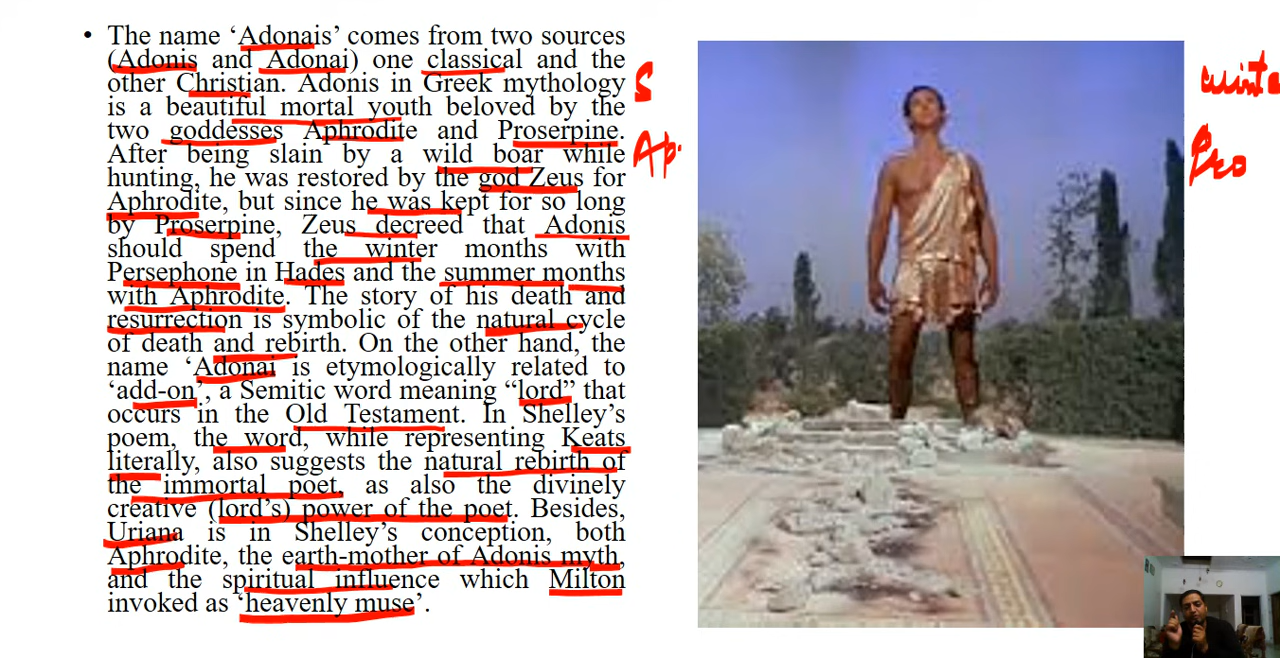 • The name ‘Adonais’ comes from two sources
(Adonis and Adonai) one classical and the
other Christian. Adonis in Greek mythology
is a beautiful mortal youth beloved by the
two goddesses Aphrodite and Proserpine.
After being slain by a wild boar while
hunting, he was restored by the god Zeus for
Aphrodite, but since he was kept for so long
by Proserpine, Zeus decreed that Adonis
should spend the winter months with
Persephone in Hades and the summer months
with Aphrodite. The story of his death and
resurrection is symbolic of the natural cycle
of death and rebirth. On the other hand, the
name ‘Adonai is etymologically related to
‘add-on’, a Semitic word meaning “lord” that
occurs in the Old Testament. In Shelley’s
poem, the word, while representing Keats
literally, also suggests the natural rebirth of
the immortal poet, as also the divinely
creative (lord’s) power of the poet. Besides,
Uriana is in Shelley’s conception, both
Aphrodite, the earth-mother of Adonis myth,
and the spiritual influence which Milton
invoked as ‘heavenly muse’.
S
Ap.
Pro